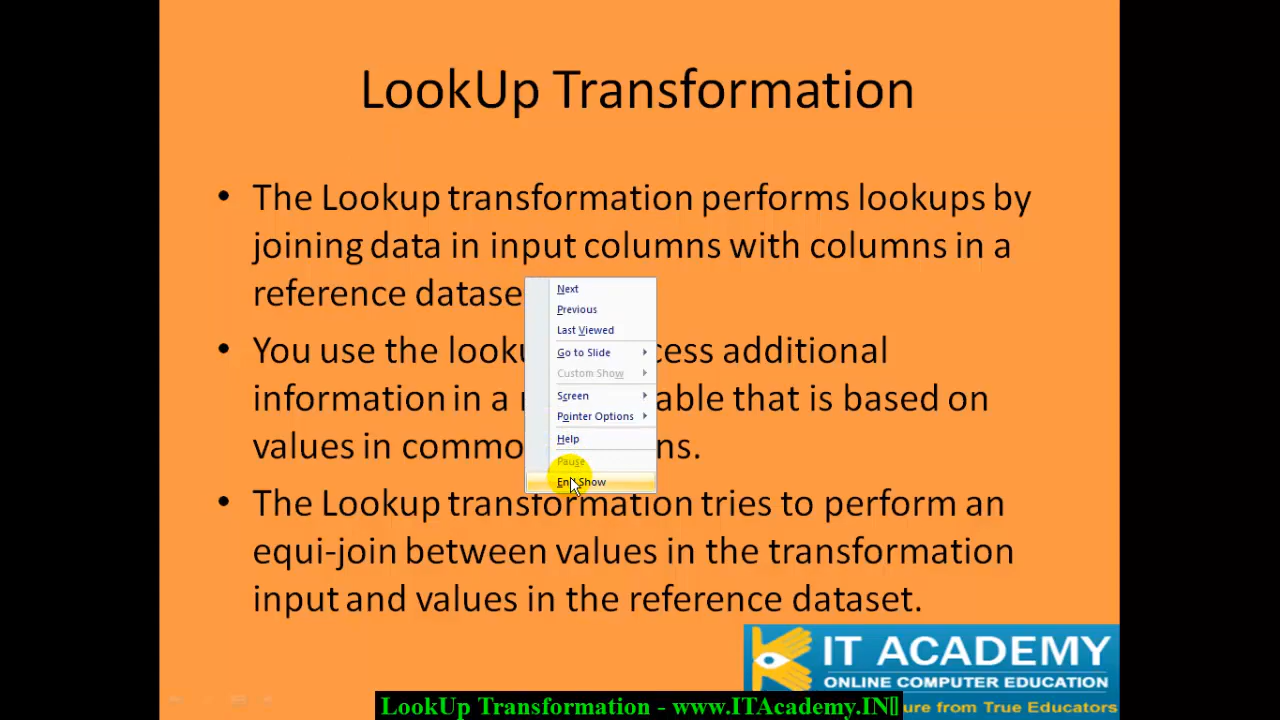 LookUp Transformation
• The Lookup transformation performs lookups by
joining data in input columns with columns in a
reference datase
• You use the looku cess additional
information in a able that is based on
values in commo ns.
Next
Previous
Last Viewed
Go to Slide
Custom Show
Screen
Pointer Options
Help
Pause
End Show
• The Lookup transformation tries to perform an
equi-join between values in the transformation
input and values in the reference dataset.
IT ACADEMY
ONLINE COMPUTER EDUCATION
ure from True Educators
LookUp Transformation - www.ITAcademy.IN